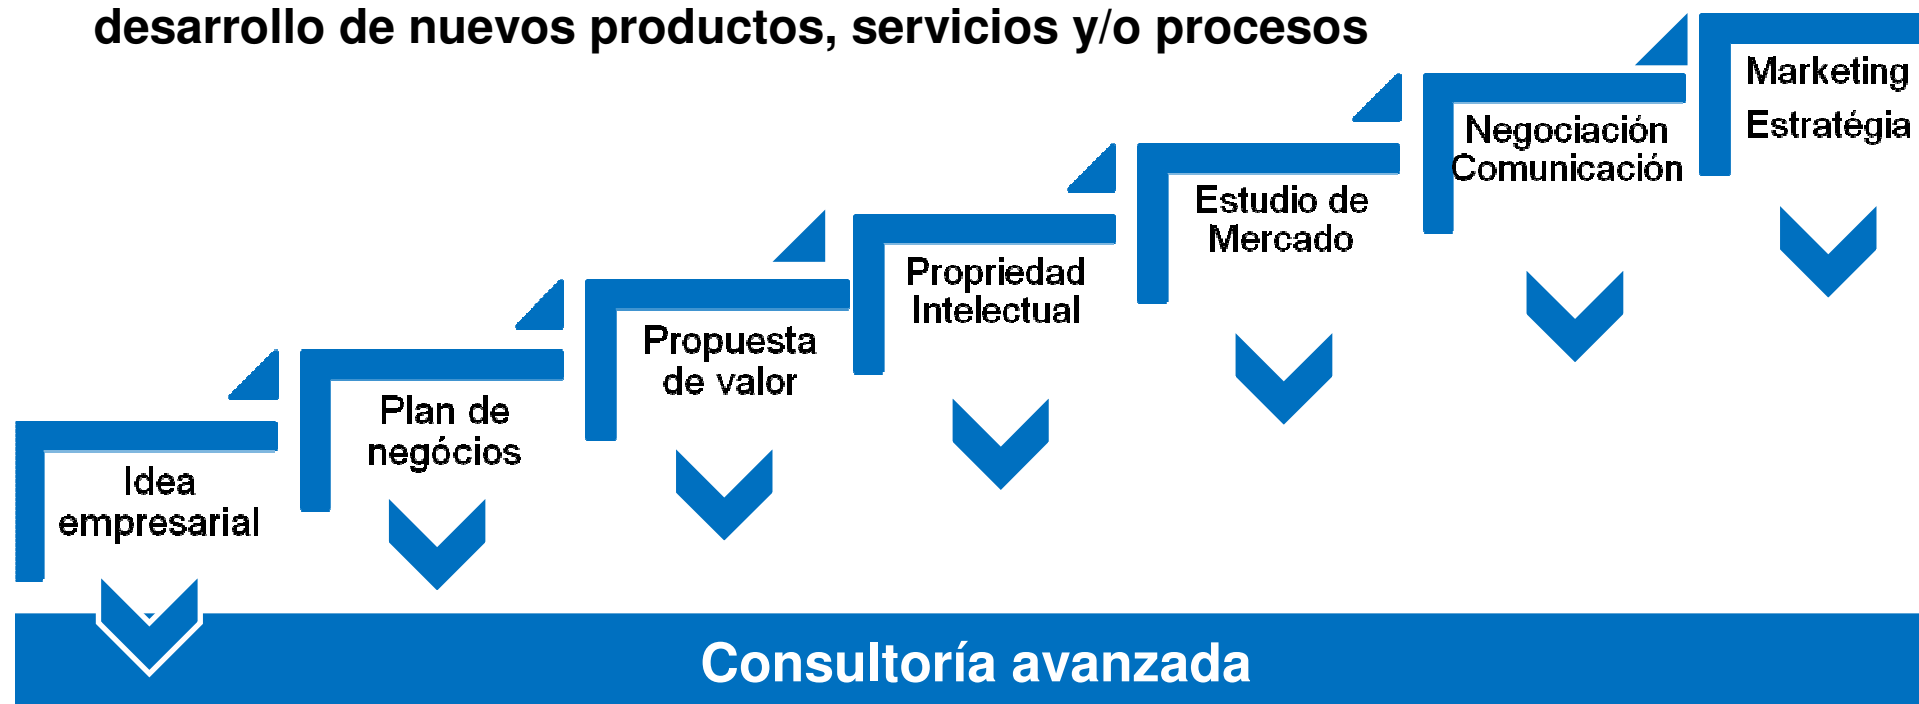 desarrollo de nuevos productos, servicios y/o procesos
Idea
empresarial
Plan de
negócios
Propuesta
de valor
Propriedad
Intelectual
Estudio de
Mercado
Negociación
Comunicación
Marketing
Estratégia
Consultoría avanzada